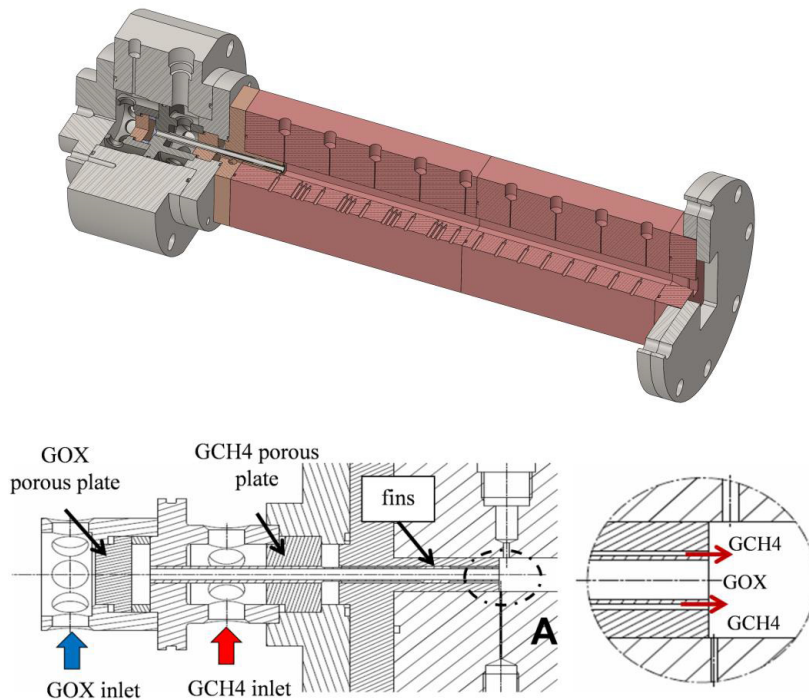 GOX
porous plate
GCH4 porous
plate
fins
A
GOX inlet
GCH4 inlet
GCH4
GOX
GCH4